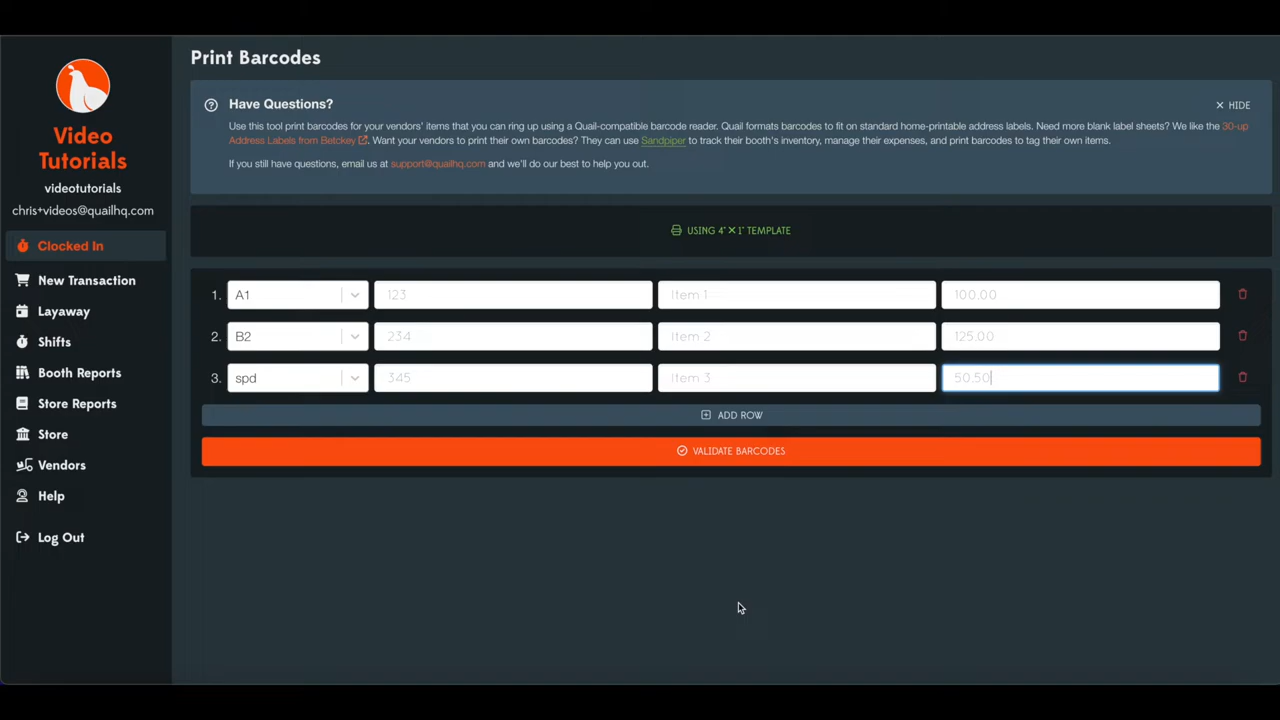 Print Barcodes
Have Questions?
HIDE
Use this tool print barcodes for your vendors' items that you can ring up using a Quail-compatible barcode reader. Quail formats barcodes to fit on standard home-printable address labels. Need more blank label sheets? We like the 30-up
Address Labels from Betckey. Want your vendors to print their own barcodes? They can use Sandpiper to track their booth's inventory, manage their expenses, and print barcodes to tag their own items.
If you still have questions, email us at support@quailhq.com and we'll do our best to help you out.
USING 4" × 1" TEMPLATE
1. A1 123 Item 1 100.00
2. B2 234 Item 2 125.00
3. spd 345 Item 3 50.50
ADD ROW
VALIDATE BARCODES
Video
Tutorials
videotutorials
chris+videos@quailhq.com
Clocked In
New Transaction
Layaway
Shifts
Booth Reports
Store Reports
Store
Vendors
Help
Log Out